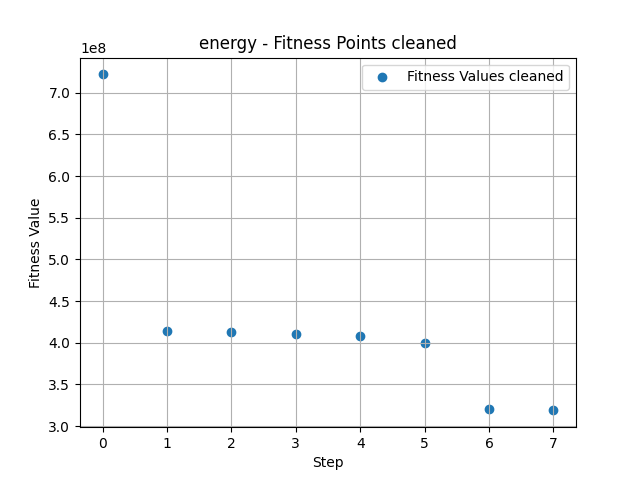 energy - Fitness Points cleaned
1e8
Fitness Values cleaned
7.0
6.5
6.0
5.5
5.0
4.5
4.0
3.5
3.0
Fitness Value
0 1 2 3 4 5 6 7
Step